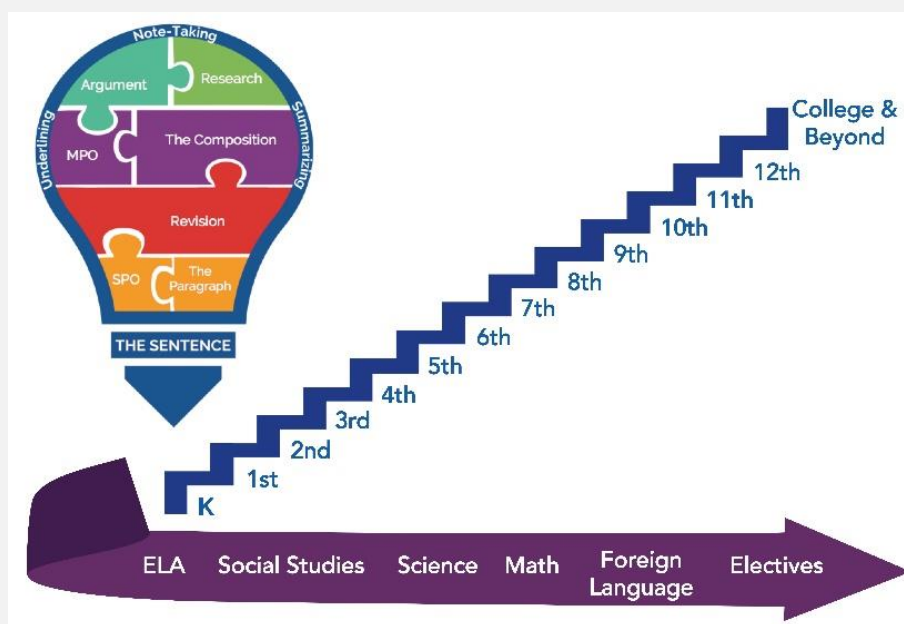 Note-Taking
Underlining
Summarizing
Argument
Research
MPO
The Composition
Revision
SPO
The
Paragraph
THE SENTENCE
K
1st
2nd
3rd
4th
5th
6th
7th
8th
9th
10th
11th
12th
College &
Beyond
ELA
Social Studies
Science
Math
Foreign
Language
Electives